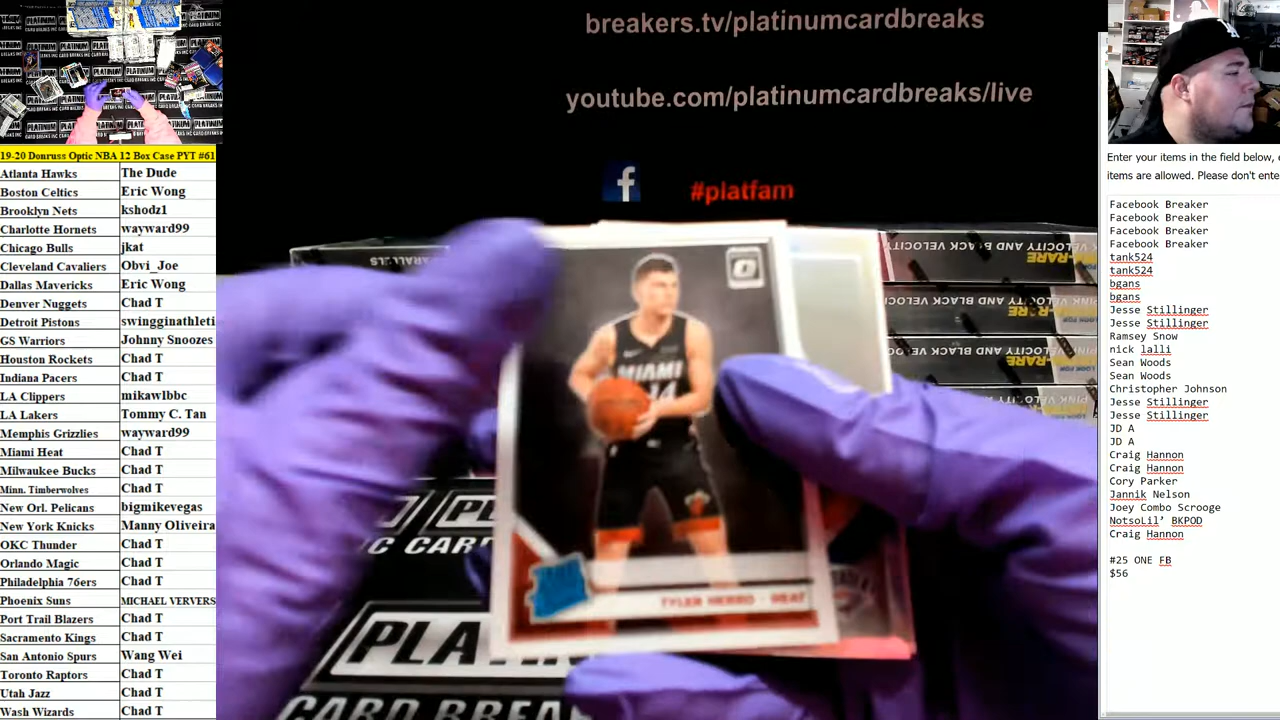 breakers.tv/platinumcardbreaks
youtube.com/platinumcardbreaks/live
#platfam
19-20 Donruss Optic NBA 12 Box Case PYT #61
Atlanta Hawks The Dude
Boston Celtics Eric Wong
Brooklyn Nets kshodz1
Charlotte Hornets wayward99
Chicago Bulls jkat
Cleveland Cavaliers Obvi_Joe
Dallas Mavericks Eric Wong
Denver Nuggets Chad T
Detroit Pistons swingginathleti
GS Warriors Johnny Snoozes
Houston Rockets Chad T
Indiana Pacers Chad T
LA Clippers mikawlbbc
LA Lakers Tommy C. Tan
Memphis Grizzlies wayward99
Miami Heat Chad T
Milwaukee Bucks Chad T
Minn. Timberwolves Chad T
New Orl. Pelicans bigmikevegas
New York Knicks Manny Oliveira
OKC Thunder Chad T
Orlando Magic Chad T
Philadelphia 76ers Chad T
Phoenix Suns MICHAEL VERVERS
Port Trail Blazers Chad T
Sacramento Kings Chad T
San Antonio Spurs Wang Wei
Toronto Raptors Chad T
Utah Jazz Chad T
Wash Wizards Chad T
MIAMI
14
TYLER HERRO - HEAT
PINK VELOCITY AND BLACK VELOCITY
CARD BREA
Enter your items in the field below,
items are allowed. Please don't ente
Facebook Breaker
Facebook Breaker
Facebook Breaker
Facebook Breaker
tank524
tank524
bgans
bgans
Jesse Stillinger
Jesse Stillinger
Ramsey Snow
nick lalli
Sean Woods
Sean Woods
Christopher Johnson
Jesse Stillinger
Jesse Stillinger
JD A
JD A
Craig Hannon
Craig Hannon
Cory Parker
Jannik Nelson
Joey Combo Scrooge
NotsoLil’ BKPOD
Craig Hannon
#25 ONE FB
$56